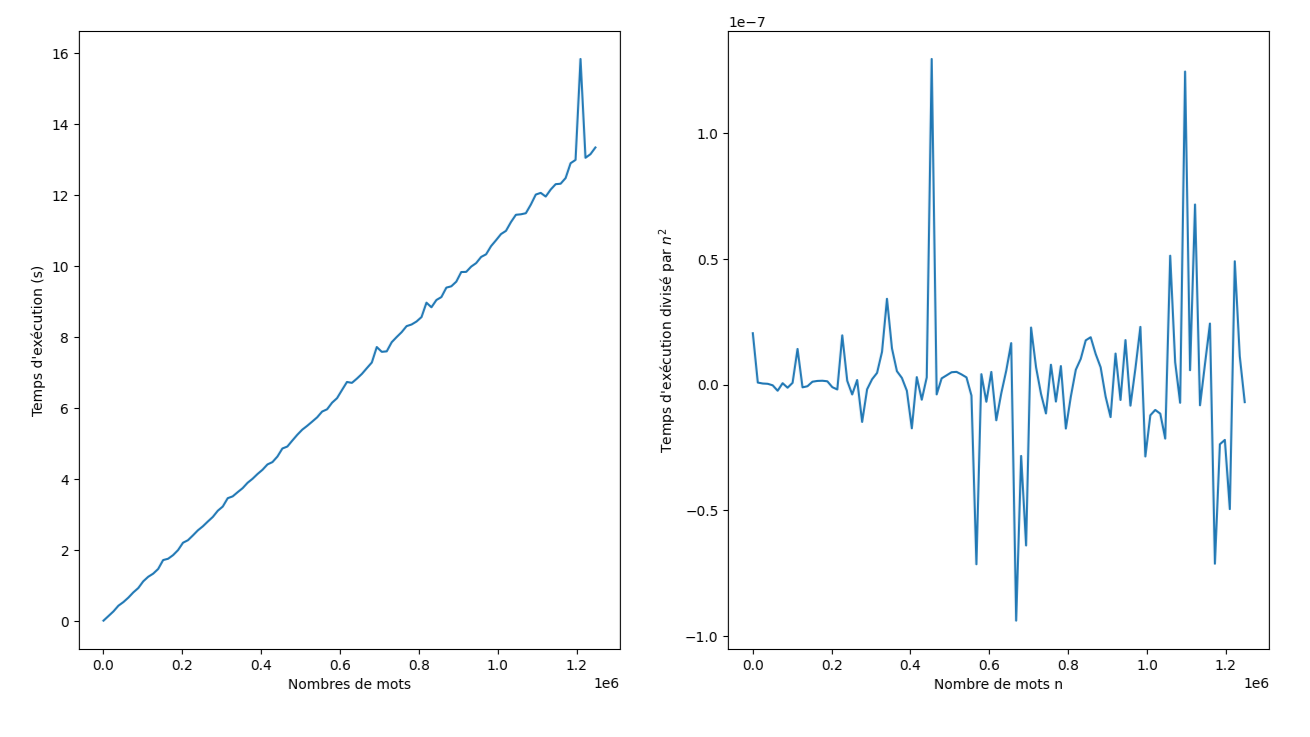 16
14
12
10
8
6
4
2
0
Temps d'exécution (s)
0.0 0.2 0.4 0.6 0.8 1.0 1.2
1e6
Nombres de mots
1e−7
1.0
0.5
0.0
−0.5
−1.0
Temps d'exécution divisé par n²
0.0 0.2 0.4 0.6 0.8 1.0 1.2
1e6
Nombre de mots n